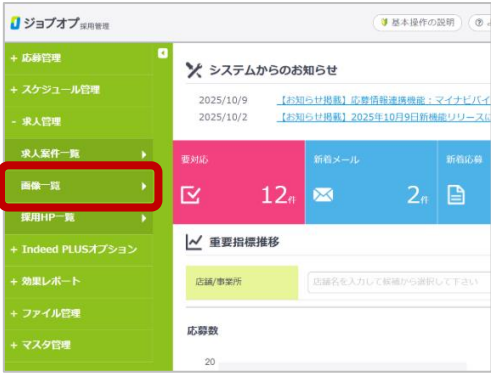 ジョブオプ 採用管理
基本操作の説明
+ 応募管理
+ スケジュール管理
- 求人管理
求人案件一覧
画像一覧
採用HP一覧
+ Indeed PLUSオプション
+ 効果レポート
+ ファイル管理
+ マスタ管理
システムからのお知らせ
2025/10/9 【お知らせ掲載】応募情報連携機能：マイナビバイ
2025/10/2 【お知らせ掲載】2025年10月9日新機能リリースに
要対応
12件
新着メール
2件
新着応募
重要指標推移
店舗/事業所
店舗名を入力して候補から選択して下さい
応募数
20